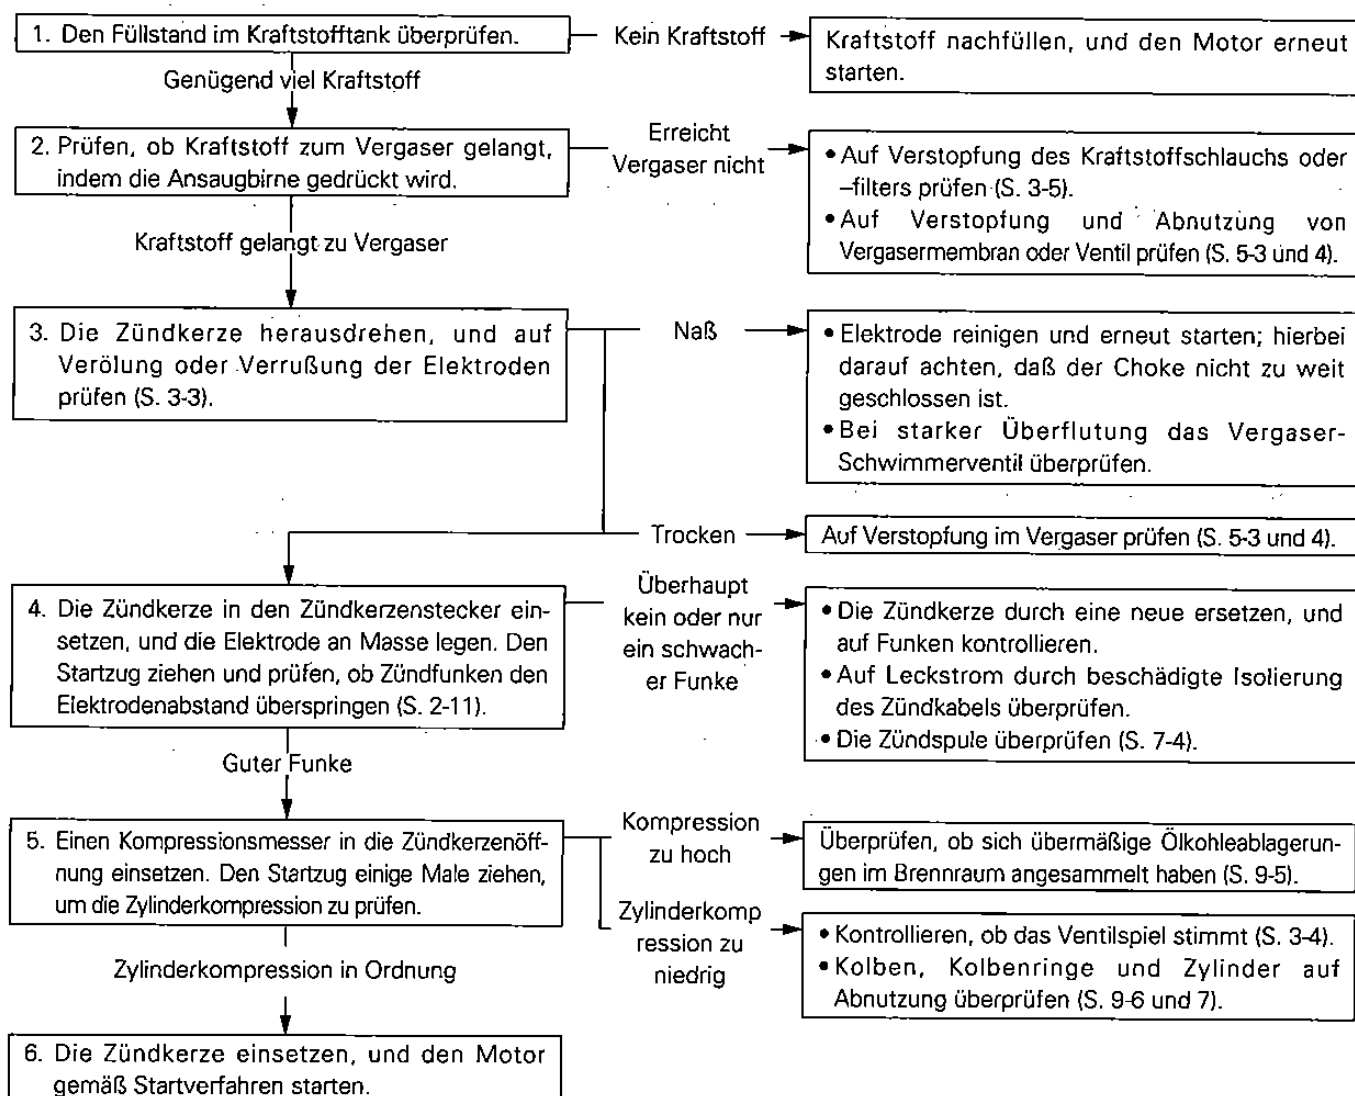 1. Den Füllstand im Kraftstofftank überprüfen.
Kein Kraftstoff
Kraftstoff nachfüllen, und den Motor erneut
starten.
Genügend viel Kraftstoff
2. Prüfen, ob Kraftstoff zum Vergaser gelangt,
indem die Ansaugbirne gedrückt wird.
Erreicht
Vergaser nicht
• Auf Verstopfung des Kraftstoffschlauchs oder
–filters prüfen (S. 3-5).
• Auf Verstopfung und Abnutzung von
Vergasermembran oder Ventil prüfen (S. 5-3 und 4).
Kraftstoff gelangt zu Vergaser
3. Die Zündkerze herausdrehen, und auf
Verölung oder Verrußung der Elektroden
prüfen (S. 3-3).
Naß
• Elektrode reinigen und erneut starten; hierbei
darauf achten, daß der Choke nicht zu weit
geschlossen ist.
• Bei starker Überflutung das Vergaser-
Schwimmerventil überprüfen.
Trocken
Auf Verstopfung im Vergaser prüfen (S. 5-3 und 4).
4. Die Zündkerze in den Zündkerzenstecker ein-
setzen, und die Elektrode an Masse legen. Den
Startzug ziehen und prüfen, ob Zündfunken den
Elektrodenabstand überspringen (S. 2-11).
Überhaupt
kein oder nur
ein schwach-
er Funke
• Die Zündkerze durch eine neue ersetzen, und
auf Funken kontrollieren.
• Auf Leckstrom durch beschädigte Isolierung
des Zündkabels überprüfen.
• Die Zündspule überprüfen (S. 7-4).
Guter Funke
5. Einen Kompressionsmesser in die Zündkerzenöff-
nung einsetzen. Den Startzug einige Male ziehen,
um die Zylinderkompression zu prüfen.
Kompression
zu hoch
Überprüfen, ob sich übermäßige Ölkohleablagerun-
gen im Brennraum angesammelt haben (S. 9-5).
Zylinderkomp
ression zu
niedrig
• Kontrollieren, ob das Ventilspiel stimmt (S. 3-4).
• Kolben, Kolbenringe und Zylinder auf
Abnutzung überprüfen (S. 9-6 und 7).
Zylinderkompression in Ordnung
6. Die Zündkerze einsetzen, und den Motor
gemäß Startverfahren starten.